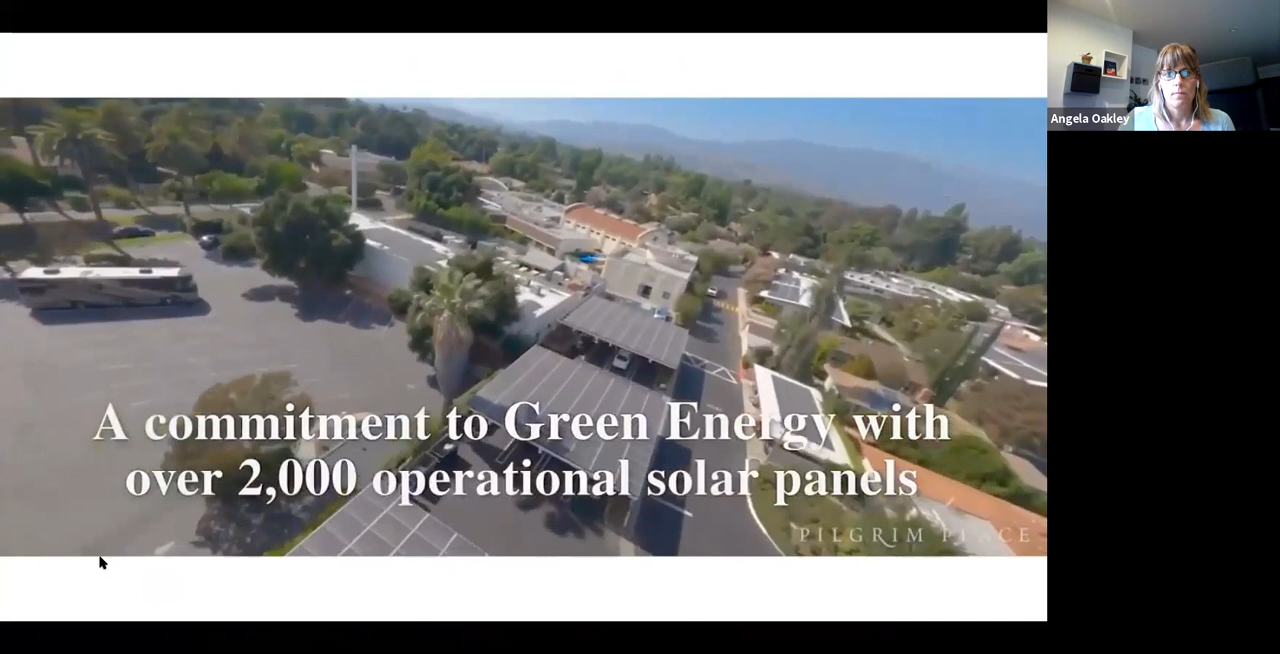 Angela Oakley
A commitment to Green Energy with
over 2,000 operational solar panels
PILGRIM PLACE